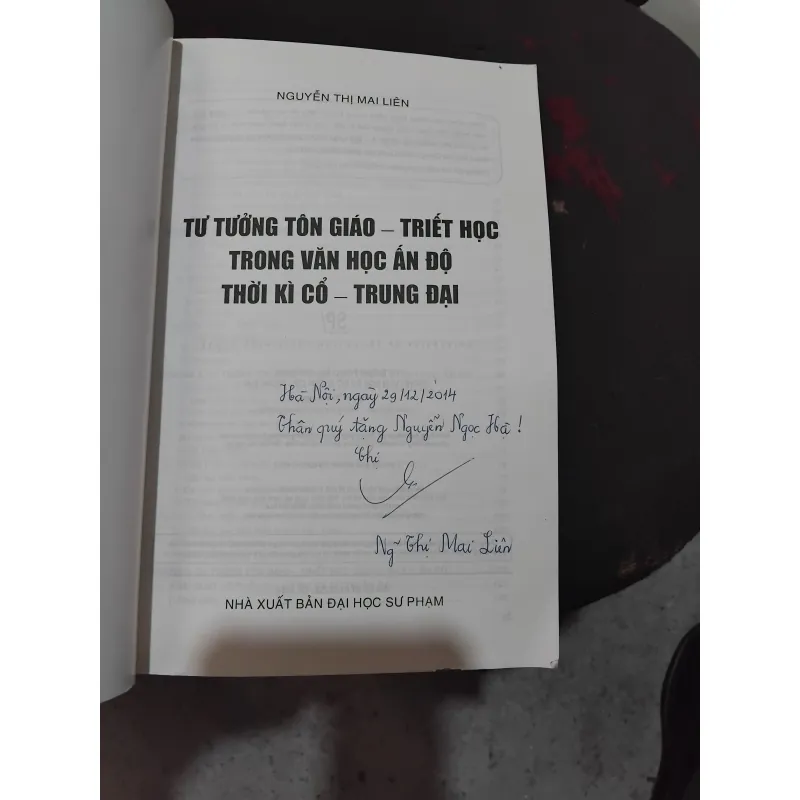 NGUYỄN THỊ MAI LIÊN
TƯ TƯỞNG TÔN GIÁO – TRIẾT HỌC
TRONG VĂN HỌC ẤN ĐỘ
THỜI KÌ CỔ – TRUNG ĐẠI
Hà Nội, ngày 29/12/2014
Thân quý tặng Nguyễn Ngọc Hà!
Ng~ Thị Mai Liên
NHÀ XUẤT BẢN ĐẠI HỌC SƯ PHẠM